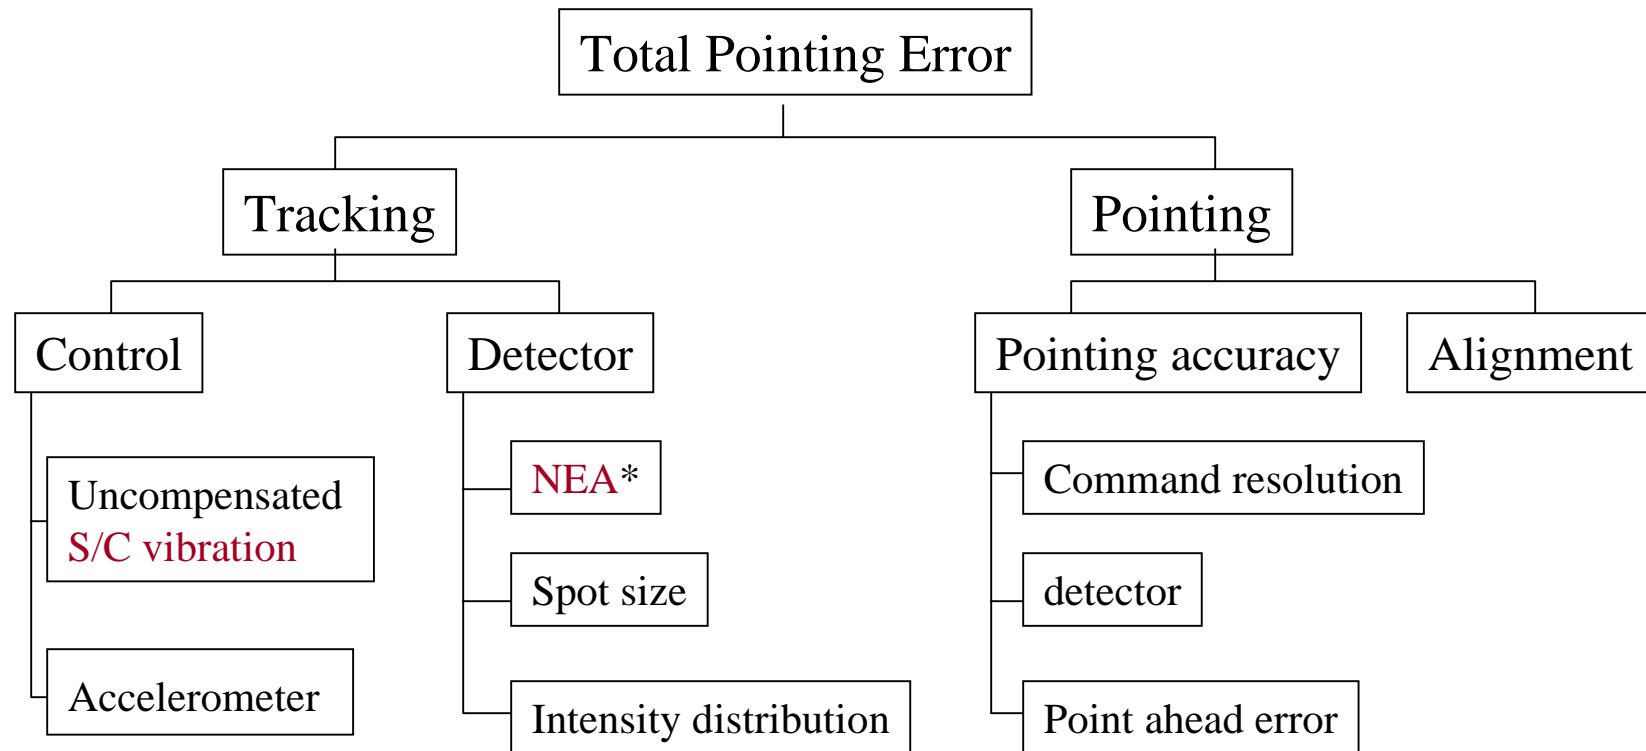 Total Pointing Error
Tracking
Pointing
Control
Detector
Pointing accuracy
Alignment
Uncompensated
S/C vibration
Accelerometer
NEA*
Spot size
Intensity distribution
Command resolution
detector
Point ahead error